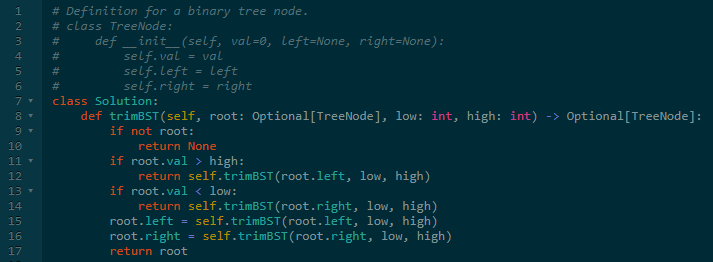 1 # Definition for a binary tree node.
2 # class TreeNode:
3 #     def __init__(self, val=0, left=None, right=None):
4 #         self.val = val
5 #         self.left = left
6 #         self.right = right
7 class Solution:
8     def trimBST(self, root: Optional[TreeNode], low: int, high: int) -> Optional[TreeNode]:
9         if not root:
10             return None
11         if root.val > high:
12             return self.trimBST(root.left, low, high)
13         if root.val < low:
14             return self.trimBST(root.right, low, high)
15         root.left = self.trimBST(root.left, low, high)
16         root.right = self.trimBST(root.right, low, high)
17         return root